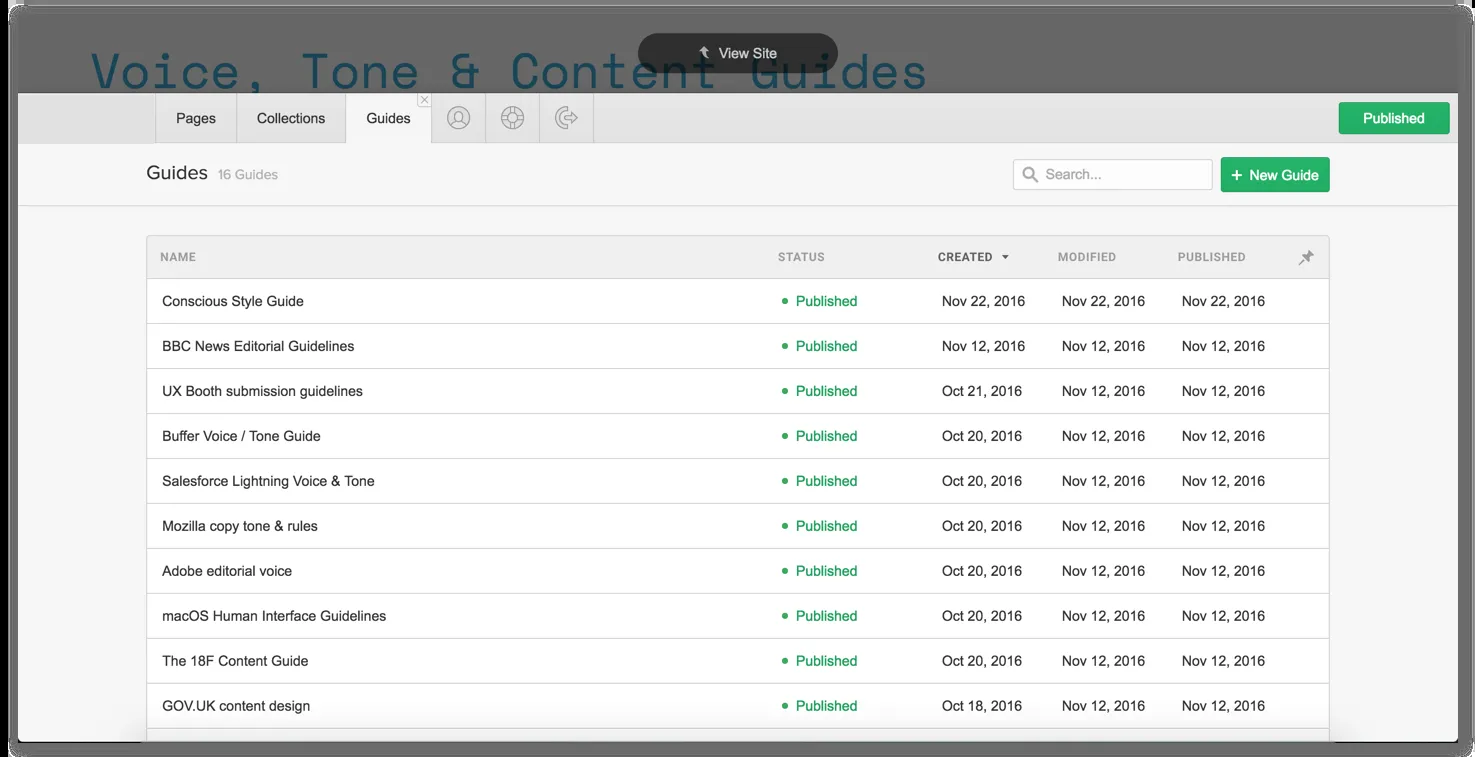 Voice, Tone & Content Guides
View Site
Pages Collections Guides Published
Guides 16 Guides Search... + New Guide
NAME STATUS CREATED MODIFIED PUBLISHED
Conscious Style Guide Published Nov 22, 2016 Nov 22, 2016 Nov 22, 2016
BBC News Editorial Guidelines Published Nov 12, 2016 Nov 12, 2016 Nov 12, 2016
UX Booth submission guidelines Published Oct 21, 2016 Nov 12, 2016 Nov 12, 2016
Buffer Voice / Tone Guide Published Oct 20, 2016 Nov 12, 2016 Nov 12, 2016
Salesforce Lightning Voice & Tone Published Oct 20, 2016 Nov 12, 2016 Nov 12, 2016
Mozilla copy tone & rules Published Oct 20, 2016 Nov 12, 2016 Nov 12, 2016
Adobe editorial voice Published Oct 20, 2016 Nov 12, 2016 Nov 12, 2016
macOS Human Interface Guidelines Published Oct 20, 2016 Nov 12, 2016 Nov 12, 2016
The 18F Content Guide Published Oct 20, 2016 Nov 12, 2016 Nov 12, 2016
GOV.UK content design Published Oct 18, 2016 Nov 12, 2016 Nov 12, 2016